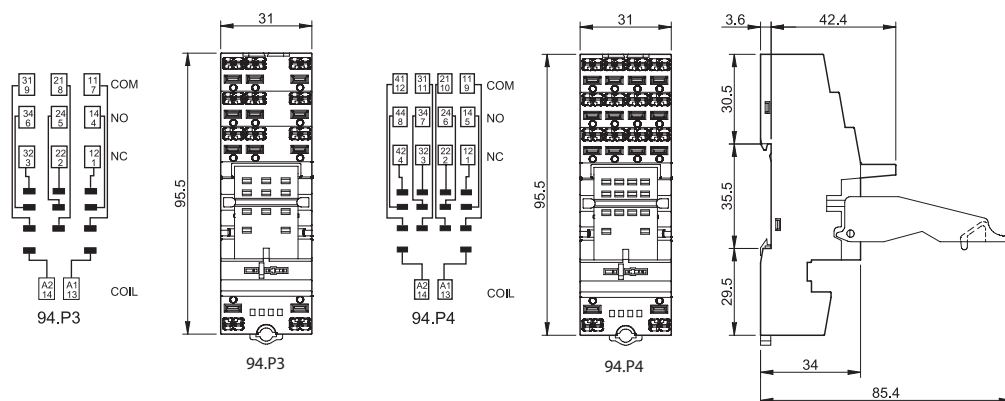 31
31
3.6
42.4
31 9
21 8
11 7
COM
34 6
24 5
14 4
NO
32 3
22 2
12 1
NC
A2 14
A1 13
COIL
94.P3
95.5
94.P3
41 12
31 11
21 10
11 9
COM
44 8
34 7
24 6
14 5
NO
42 4
32 3
22 2
12 1
NC
A2 14
A1 13
COIL
94.P4
95.5
94.P4
30.5
35.5
29.5
34
85.4